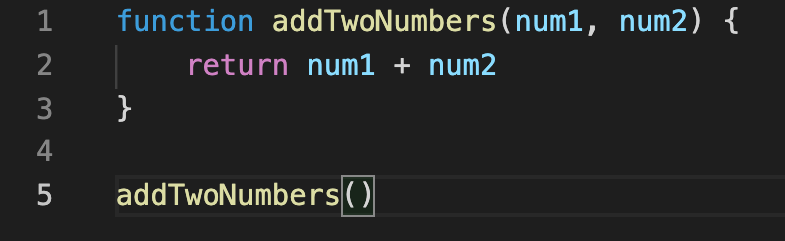 1 function addTwoNumbers(num1, num2) {
2 return num1 + num2
3 }
4
5 addTwoNumbers()